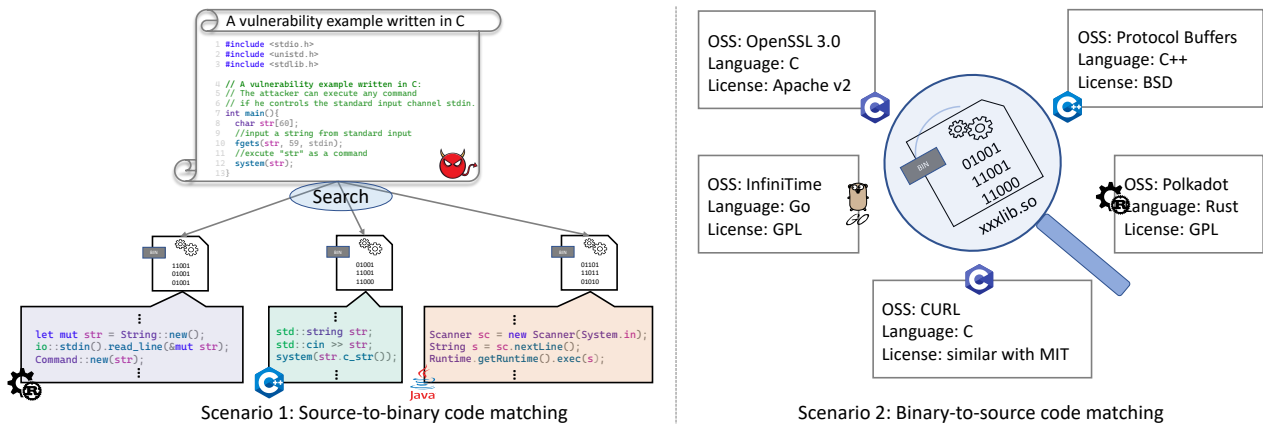 A vulnerability example written in C
1 #include <stdio.h>
2 #include <unistd.h>
3 #include <stdlib.h>
4 // A vulnerability example written in C:
5 // The attacker can execute any command
6 // if he controls the standard input channel stdin.
7 int main(){
8 char str[60];
9 //input a string from standard input
10 fgets(str, 59, stdin);
11 //excute "str" as a command
12 system(str);
13 }
Search
BIN
11001
01001
01001
BIN
01001
11001
11000
BIN
01101
11011
01010
let mut str = String::new();
io::stdin().read_line(&mut str);
Command::new(str);
R
std::string str;
std::cin >> str;
system(str.c_str());
C++
Scanner sc = new Scanner(System.in);
String s = sc.nextLine();
Runtime.getRuntime().exec(s);
Java
Scenario 1: Source-to-binary code matching
OSS: OpenSSL 3.0
Language: C
License: Apache v2
C
OSS: Protocol Buffers
Language: C++
License: BSD
C++
BIN
01001
11001
11000
xxxlib.so
OSS: InfiniTime
Language: Go
License: GPL
GO
OSS: Polkadot
Language: Rust
License: GPL
R
C
OSS: CURL
Language: C
License: similar with MIT
Scenario 2: Binary-to-source code matching